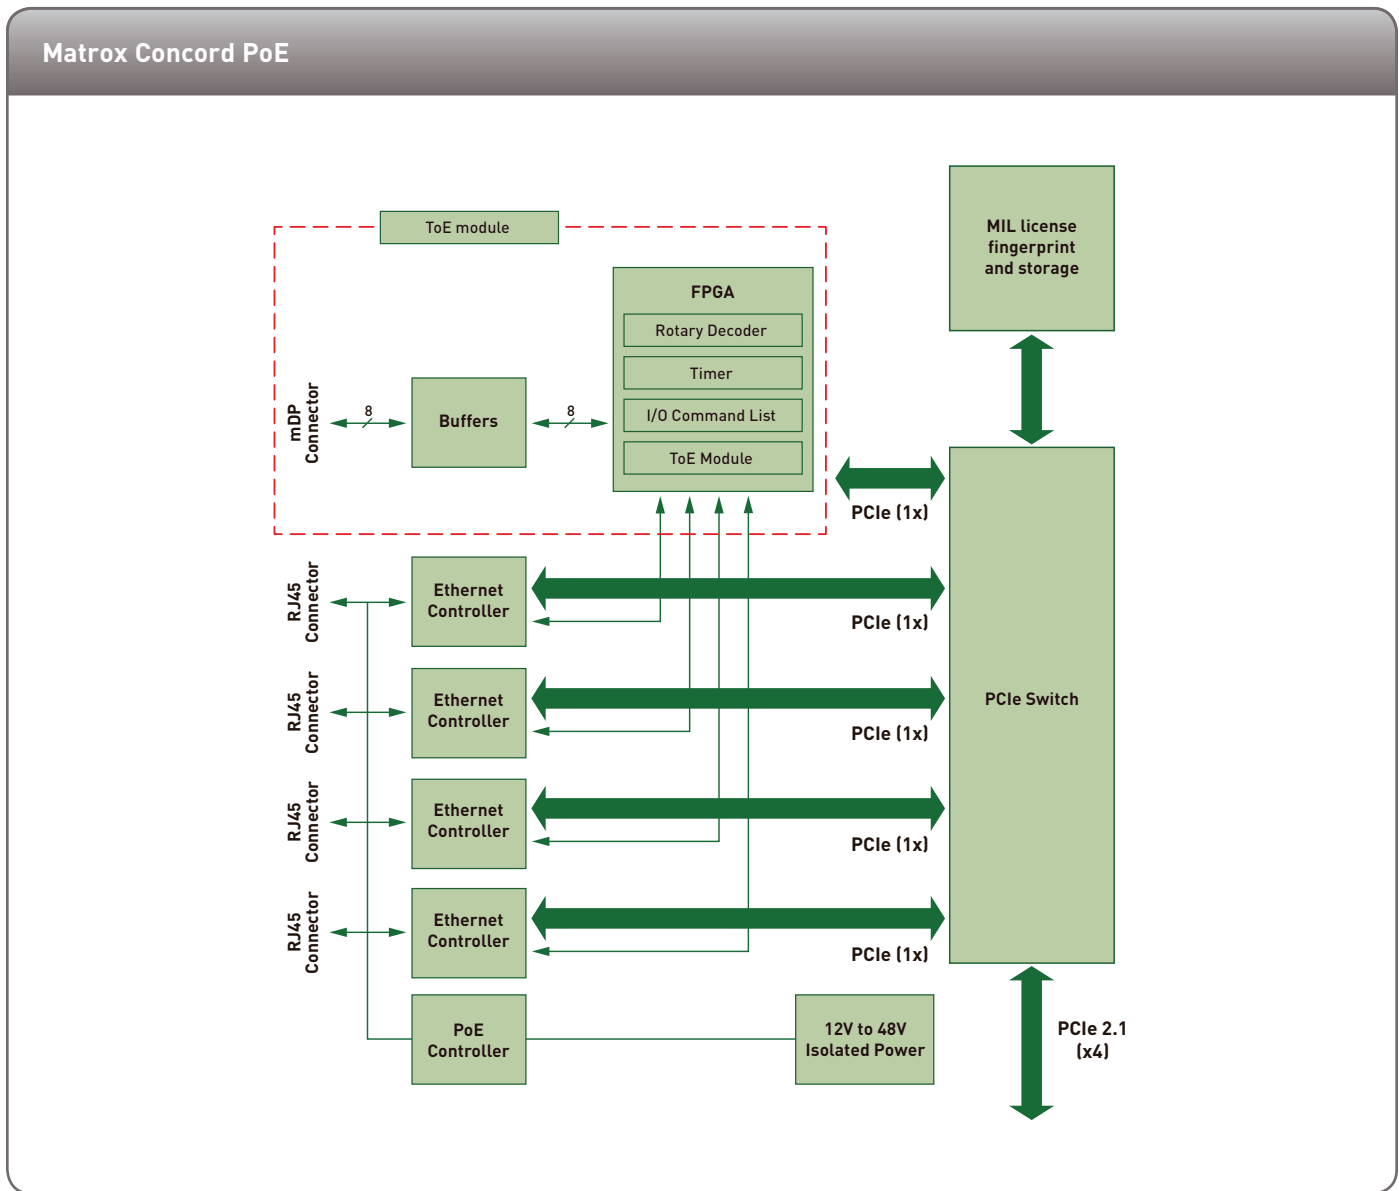 Matrox Concord PoE
ToE module
MIL license
fingerprint
and storage
FPGA
Rotary Decoder
Timer
I/O Command List
ToE Module
mDP
Connector
8
Buffers
8
PCIe (1x)
RJ45
Connector
Ethernet
Controller
PCIe (1x)
RJ45
Connector
Ethernet
Controller
PCIe (1x)
PCIe Switch
RJ45
Connector
Ethernet
Controller
PCIe (1x)
RJ45
Connector
Ethernet
Controller
PCIe (1x)
PoE
Controller
12V to 48V
Isolated Power
PCIe 2.1
(x4)